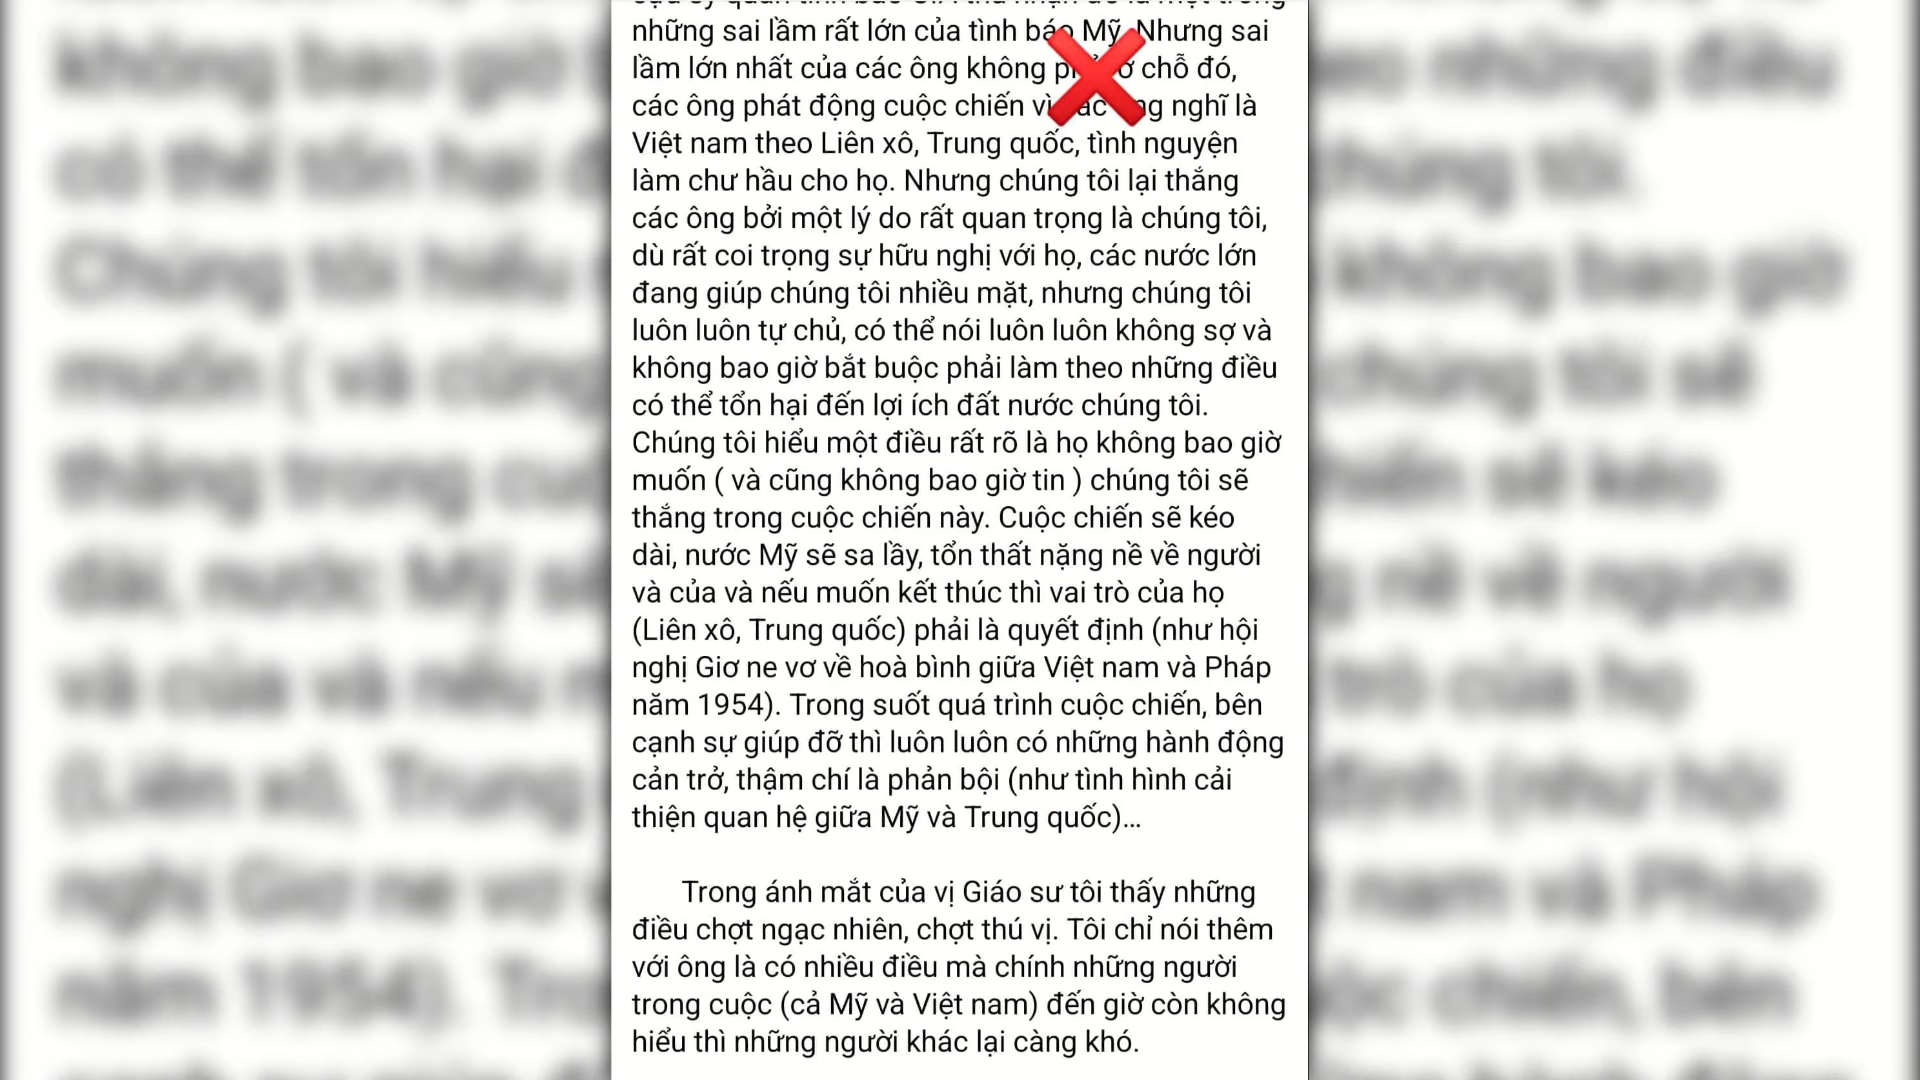 những sai lầm rất lớn của tình báo Mỹ. Nhưng sai
lầm lớn nhất của các ông không chỗ đó,
các ông phát động cuộc chiến vì nghĩ là
Việt nam theo Liên xô, Trung quốc, tình nguyện
làm chư hầu cho họ. Nhưng chúng tôi lại thắng
các ông bởi một lý do rất quan trọng là chúng tôi,
dù rất coi trọng sự hữu nghị với họ, các nước lớn
đang giúp chúng tôi nhiều mặt, nhưng chúng tôi
luôn luôn tự chủ, có thể nói luôn luôn không sợ và
không bao giờ bắt buộc phải làm theo những điều
có thể tổn hại đến lợi ích đất nước chúng tôi.
Chúng tôi hiểu một điều rất rõ là họ không bao giờ
muốn ( và cũng không bao giờ tin ) chúng tôi sẽ
thắng trong cuộc chiến này. Cuộc chiến sẽ kéo
dài, nước Mỹ sẽ sa lầy, tổn thất nặng nề về người
và của và nếu muốn kết thúc thì vai trò của họ
(Liên xô, Trung quốc) phải là quyết định (như hội
nghị Giơ ne vơ về hoà bình giữa Việt nam và Pháp
năm 1954). Trong suốt quá trình cuộc chiến, bên
cạnh sự giúp đỡ thì luôn luôn có những hành động
cản trở, thậm chí là phản bội (như tình hình cải
thiện quan hệ giữa Mỹ và Trung quốc)…
Trong ánh mắt của vị Giáo sư tôi thấy những
điều chợt ngạc nhiên, chợt thú vị. Tôi chỉ nói thêm
với ông là có nhiều điều mà chính những người
trong cuộc (cả Mỹ và Việt nam) đến giờ còn không
hiểu thì những người khác lại càng khó.